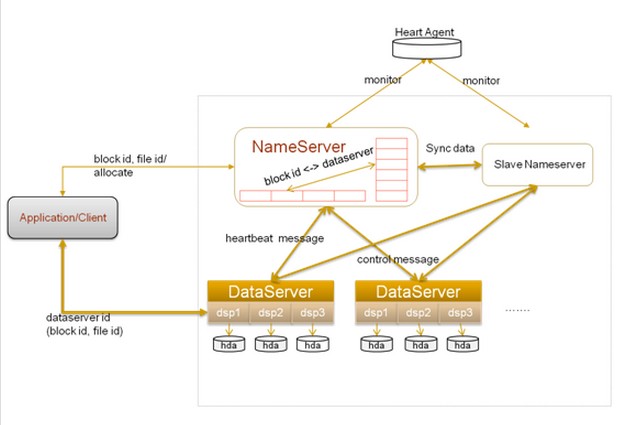 Heart Agent
monitor
monitor
NameServer
block id <-> dataserver
Sync data
Slave Nameserver
block id, file id/
allocate
Application/Client
heartbeat message
control message
DataServer
dsp1 dsp2 dsp3
hda hda hda
DataServer
dsp1 dsp2 dsp3
hda hda hda
.......
dataserver id
(block id, file id)